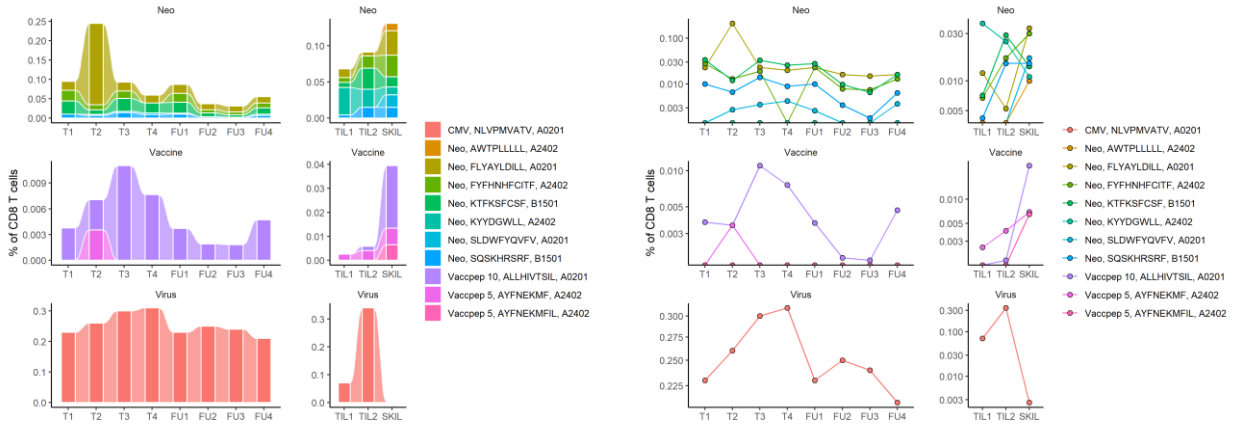 Neo
Neo
Neo
Neo
0.25
0.20
0.15
0.10
0.05
0.00
T1 T2 T3 T4 FU1 FU2 FU3 FU4
0.10
0.05
0.00
TIL1 TIL2 SKIL
0.100
0.030
0.010
0.003
T1 T2 T3 T4 FU1 FU2 FU3 FU4
0.030
0.010
0.005
TIL1 TIL2 SKIL
Vaccine
Vaccine
Vaccine
Vaccine
% of CD8 T cells
0.009
0.006
0.003
0.000
T1 T2 T3 T4 FU1 FU2 FU3 FU4
0.04
0.03
0.02
0.01
0.00
TIL1 TIL2 SKIL
% of CD8 T cells
0.010
0.005
0.003
T1 T2 T3 T4 FU1 FU2 FU3 FU4
0.010
0.005
0.003
TIL1 TIL2 SKIL
Virus
Virus
Virus
Virus
0.3
0.2
0.1
0.0
T1 T2 T3 T4 FU1 FU2 FU3 FU4
0.3
0.2
0.1
0.0
TIL1 TIL2 SKIL
0.300
0.275
0.250
0.225
T1 T2 T3 T4 FU1 FU2 FU3 FU4
0.300
0.100
0.030
0.010
0.003
TIL1 TIL2 SKIL
CMV, NLVPMVATV, A0201
Neo, AWTPLLLLL, A2402
Neo, FLYAYLDILL, A0201
Neo, FYFHNHFCITF, A2402
Neo, KTFKSFCSF, B1501
Neo, KYYDGWLL, A2402
Neo, SLDWFYQVFV, A0201
Neo, SQSKHRSRF, B1501
Vaccpep 10, ALLHIVTSIL, A0201
Vaccpep 5, AYFNEKMF, A2402
Vaccpep 5, AYFNEKMFIL, A2402
CMV, NLVPMVATV, A0201
Neo, AWTPLLLLL, A2402
Neo, FLYAYLDILL, A0201
Neo, FYFHNHFCITF, A2402
Neo, KTFKSFCSF, B1501
Neo, KYYDGWLL, A2402
Neo, SLDWFYQVFV, A0201
Neo, SQSKHRSRF, B1501
Vaccpep 10, ALLHIVTSIL, A0201
Vaccpep 5, AYFNEKMF, A2402
Vaccpep 5, AYFNEKMFIL, A2402